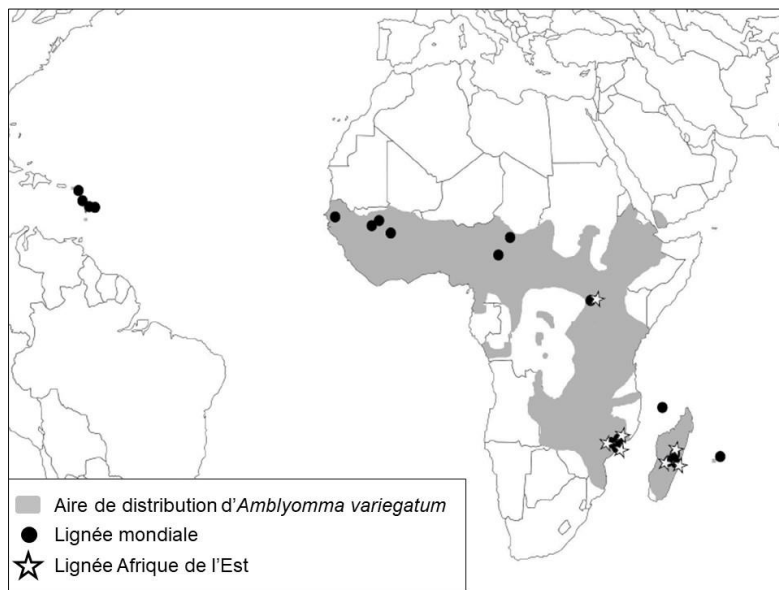 Aire de distribution d'Amblyomma variegatum
Lignée mondiale
Lignée Afrique de l'Est